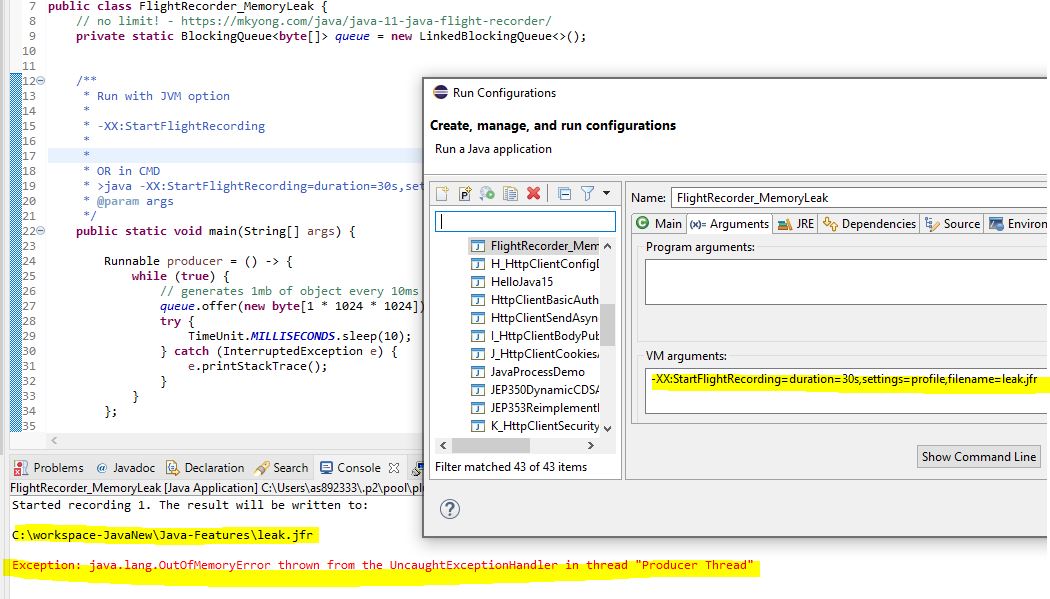 7 public class FlightRecorder_MemoryLeak {
8 // no limit! - https://mkyong.com/java/java-11-java-flight-recorder/
9 private static BlockingQueue<byte[]> queue = new LinkedBlockingQueue<>();
10
11
12 /**
13 * Run with JVM option
14 *
15 * -XX:StartFlightRecording
16 *
17 *
18 * OR in CMD
19 * >java -XX:StartFlightRecording=duration=30s,set
20 * @param args
21 */
22 public static void main(String[] args) {
23
24 Runnable producer = () -> {
25 while (true) {
26 // generates 1mb of object every 10ms
27 queue.offer(new byte[1 * 1024 * 1024])
28 try {
29 TimeUnit.MILLISECONDS.sleep(10);
30 } catch (InterruptedException e) {
31 e.printStackTrace();
32 }
33 }
34 };
35
Problems @ Javadoc Declaration Search Console
FlightRecorder_MemoryLeak [Java Application] C:\Users\as892333\.p2\pool\plu
Started recording 1. The result will be written to:
C:\workspace-JavaNew\Java-Features\leak.jfr
Exception: java.lang.OutOfMemoryError thrown from the UncaughtExceptionHandler in thread "Producer Thread"
Run Configurations
Create, manage, and run configurations
Run a Java application
FlightRecorder_Mem
H_HttpClientConfig
HelloJava15
HttpClientBasicAuth
HttpClientSendAsyn
I_HttpClientBodyPub
J_HttpClientCookies
JavaProcessDemo
JEP350DynamicCDSA
JEP353Reimplement
K_HttpClientSecurity
Filter matched 43 of 43 items
Name: FlightRecorder_MemoryLeak
Main (x)= Arguments JRE Dependencies Source Environ
Program arguments:
VM arguments:
-XX:StartFlightRecording=duration=30s,settings=profile,filename=leak.jfr
Show Command Line